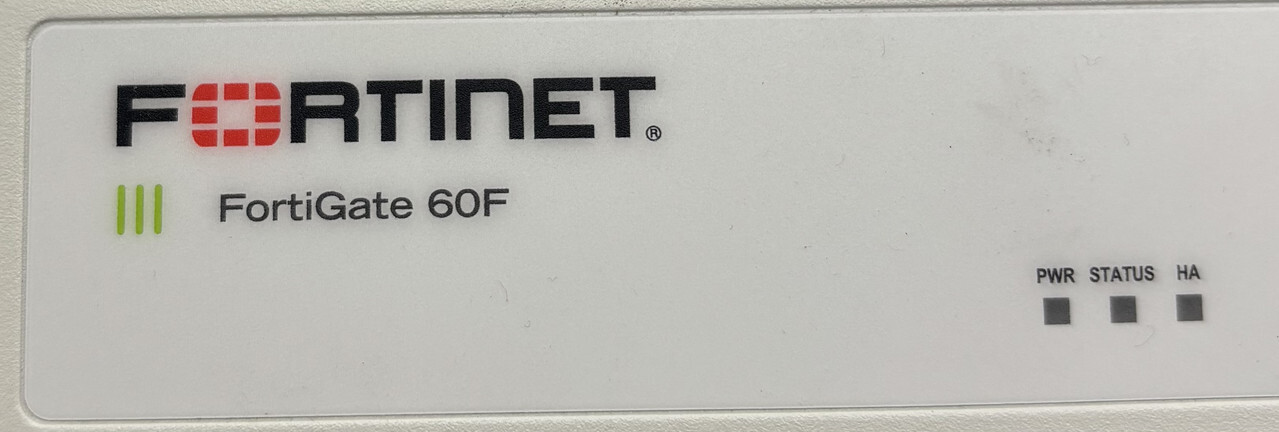 FORTINET®
FortiGate 60F
PWR STATUS HA